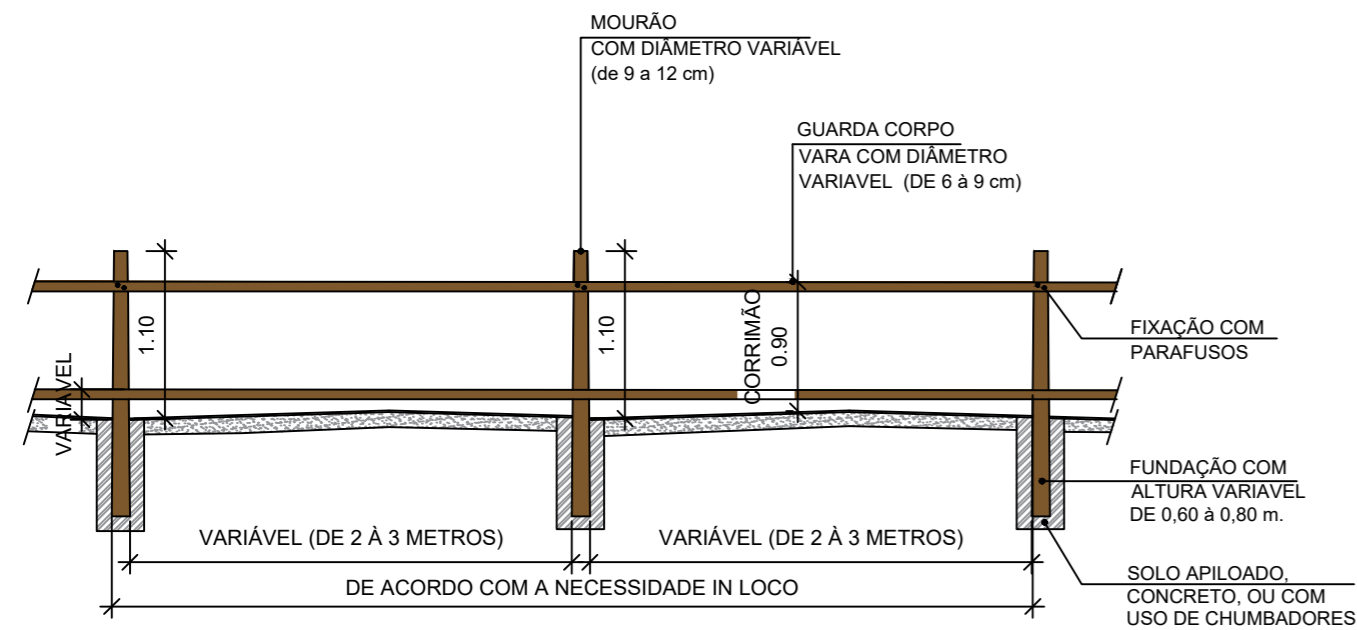 MOURÃO
COM DIÂMETRO VARIÁVEL
(de 9 a 12 cm)
GUARDA CORPO
VARA COM DIÂMETRO
VARIAVEL (DE 6 à 9 cm)
1.10
1.10
CORRIMÃO
0.90
VARIÁVEL
FIXAÇÃO COM
PARAFUSOS
FUNDAÇÃO COM
ALTURA VARIAVEL
DE 0,60 à 0,80 m.
VARIÁVEL (DE 2 À 3 METROS)
VARIÁVEL (DE 2 À 3 METROS)
DE ACORDO COM A NECESSIDADE IN LOCO
SOLO APILOADO,
CONCRETO, OU COM
USO DE CHUMBADORES